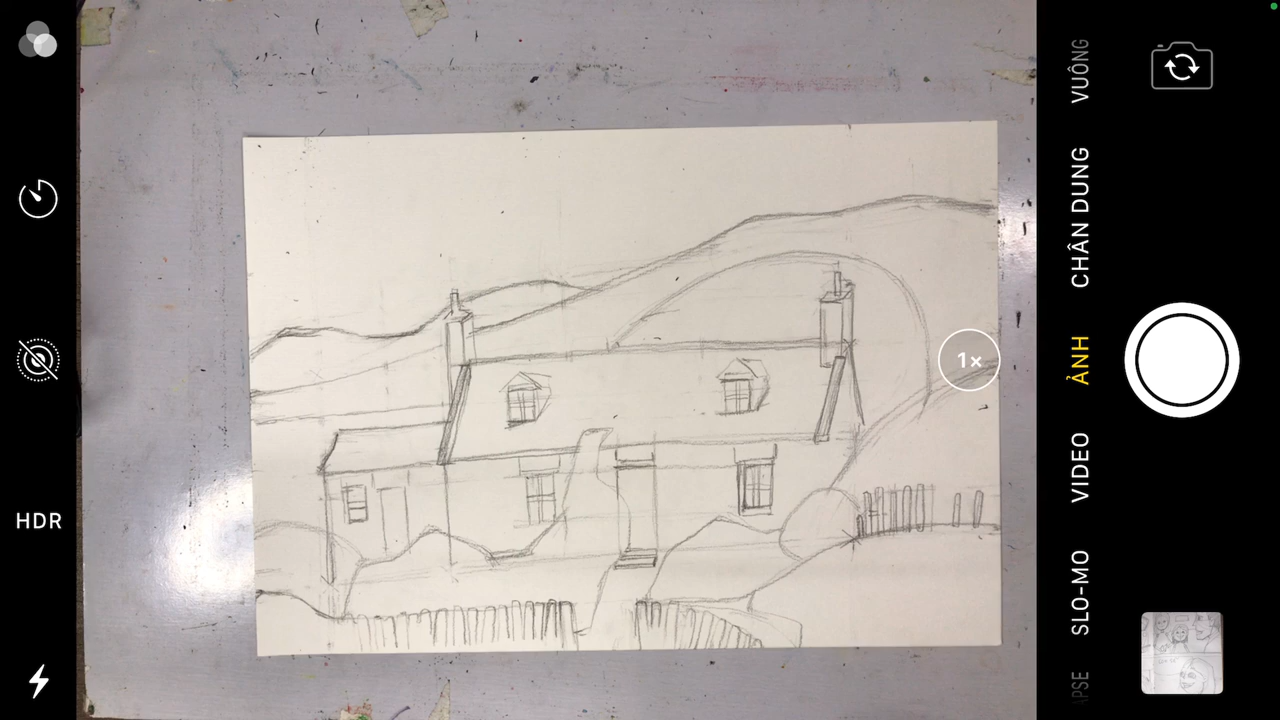 HDR
1×
VUÔNG
CHÂN DUNG
ẢNH
VIDEO
SLO-MO